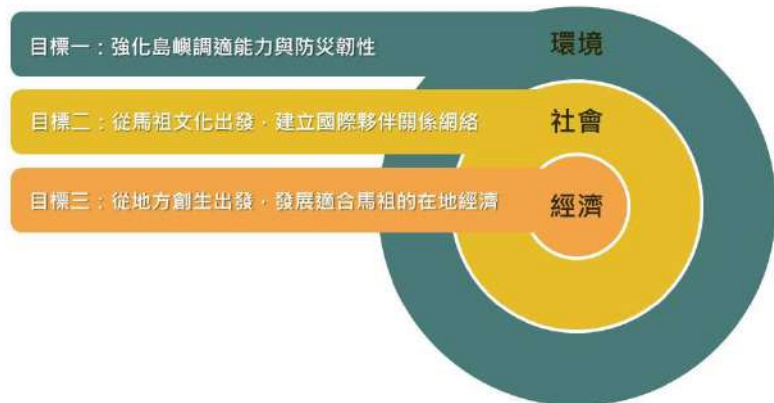 目標一：強化島嶼調適能力與防災韌性
環境
目標二：從馬祖文化出發，建立國際夥伴關係網絡
社會
目標三：從地方創生出發，發展適合馬祖的在地經濟
經濟